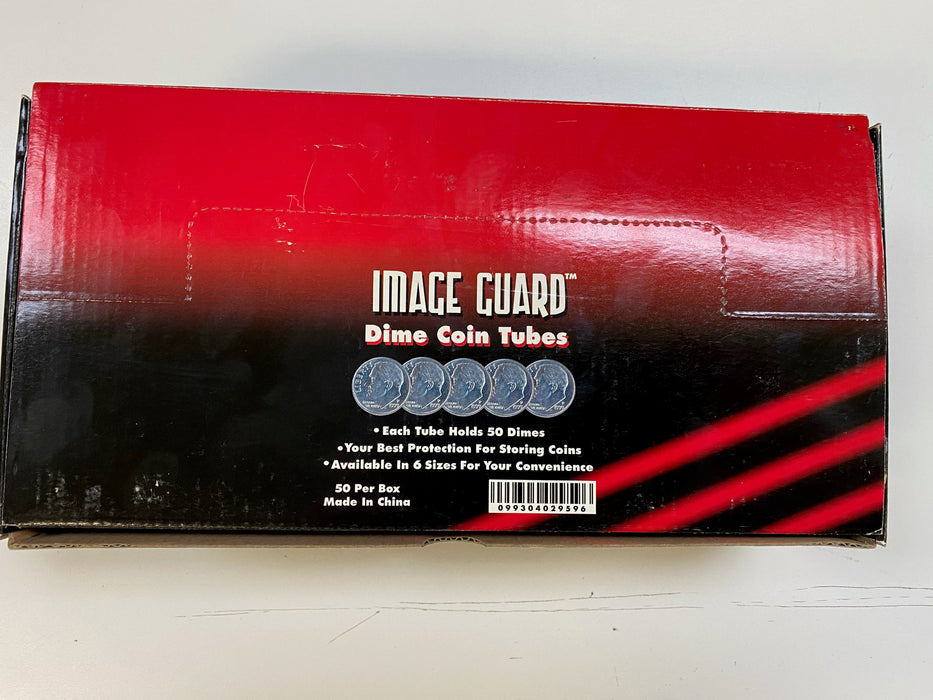 IMAGE GUARD™
Dime Coin Tubes
• Each Tube Holds 50 Dimes
• Your Best Protection For Storing Coins
• Available In 6 Sizes For Your Convenience
50 Per Box
Made In China
099304029596